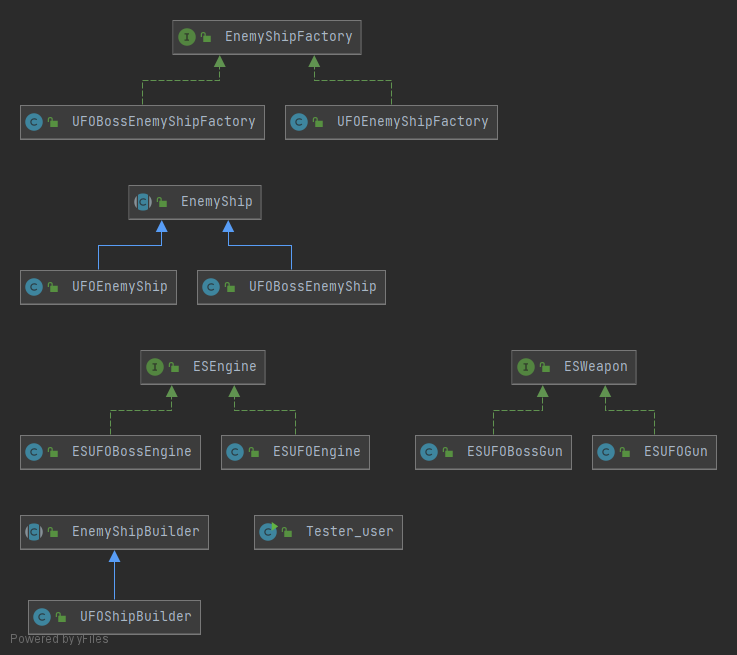 EnemyShipFactory
UFOBossEnemyShipFactory
UFOEnemyShipFactory
EnemyShip
UFOEnemyShip
UFOBossEnemyShip
ESEngine
ESWeapon
ESUFOBossEngine
ESUFOEngine
ESUFOBossGun
ESUFOGun
EnemyShipBuilder
Tester_user
UFOShipBuilder
Powered by yFiles